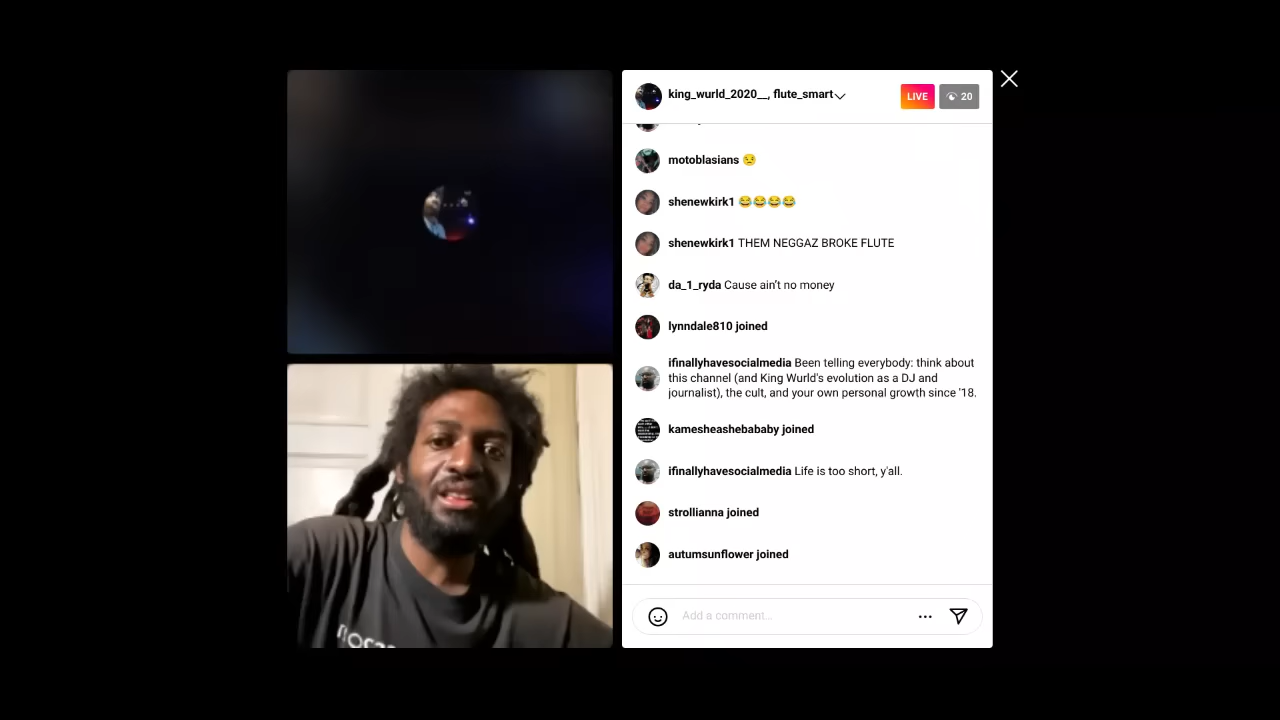 king_wurld_2020__, flute_smart
LIVE
20
motoblasians 😒
shenewkirk1 😂😂😂😂
shenewkirk1 THEM NEGGAZ BROKE FLUTE
da_1_ryda Cause ain't no money
lynndale810 joined
ifinallyhavesocialmedia Been telling everybody: think about
this channel (and King Wurld's evolution as a DJ and
journalist), the cult, and your own personal growth since '18.
kamesheashebababy joined
ifinallyhavesocialmedia Life is too short, y'all.
strollianna joined
autumsunflower joined
Add a comment...